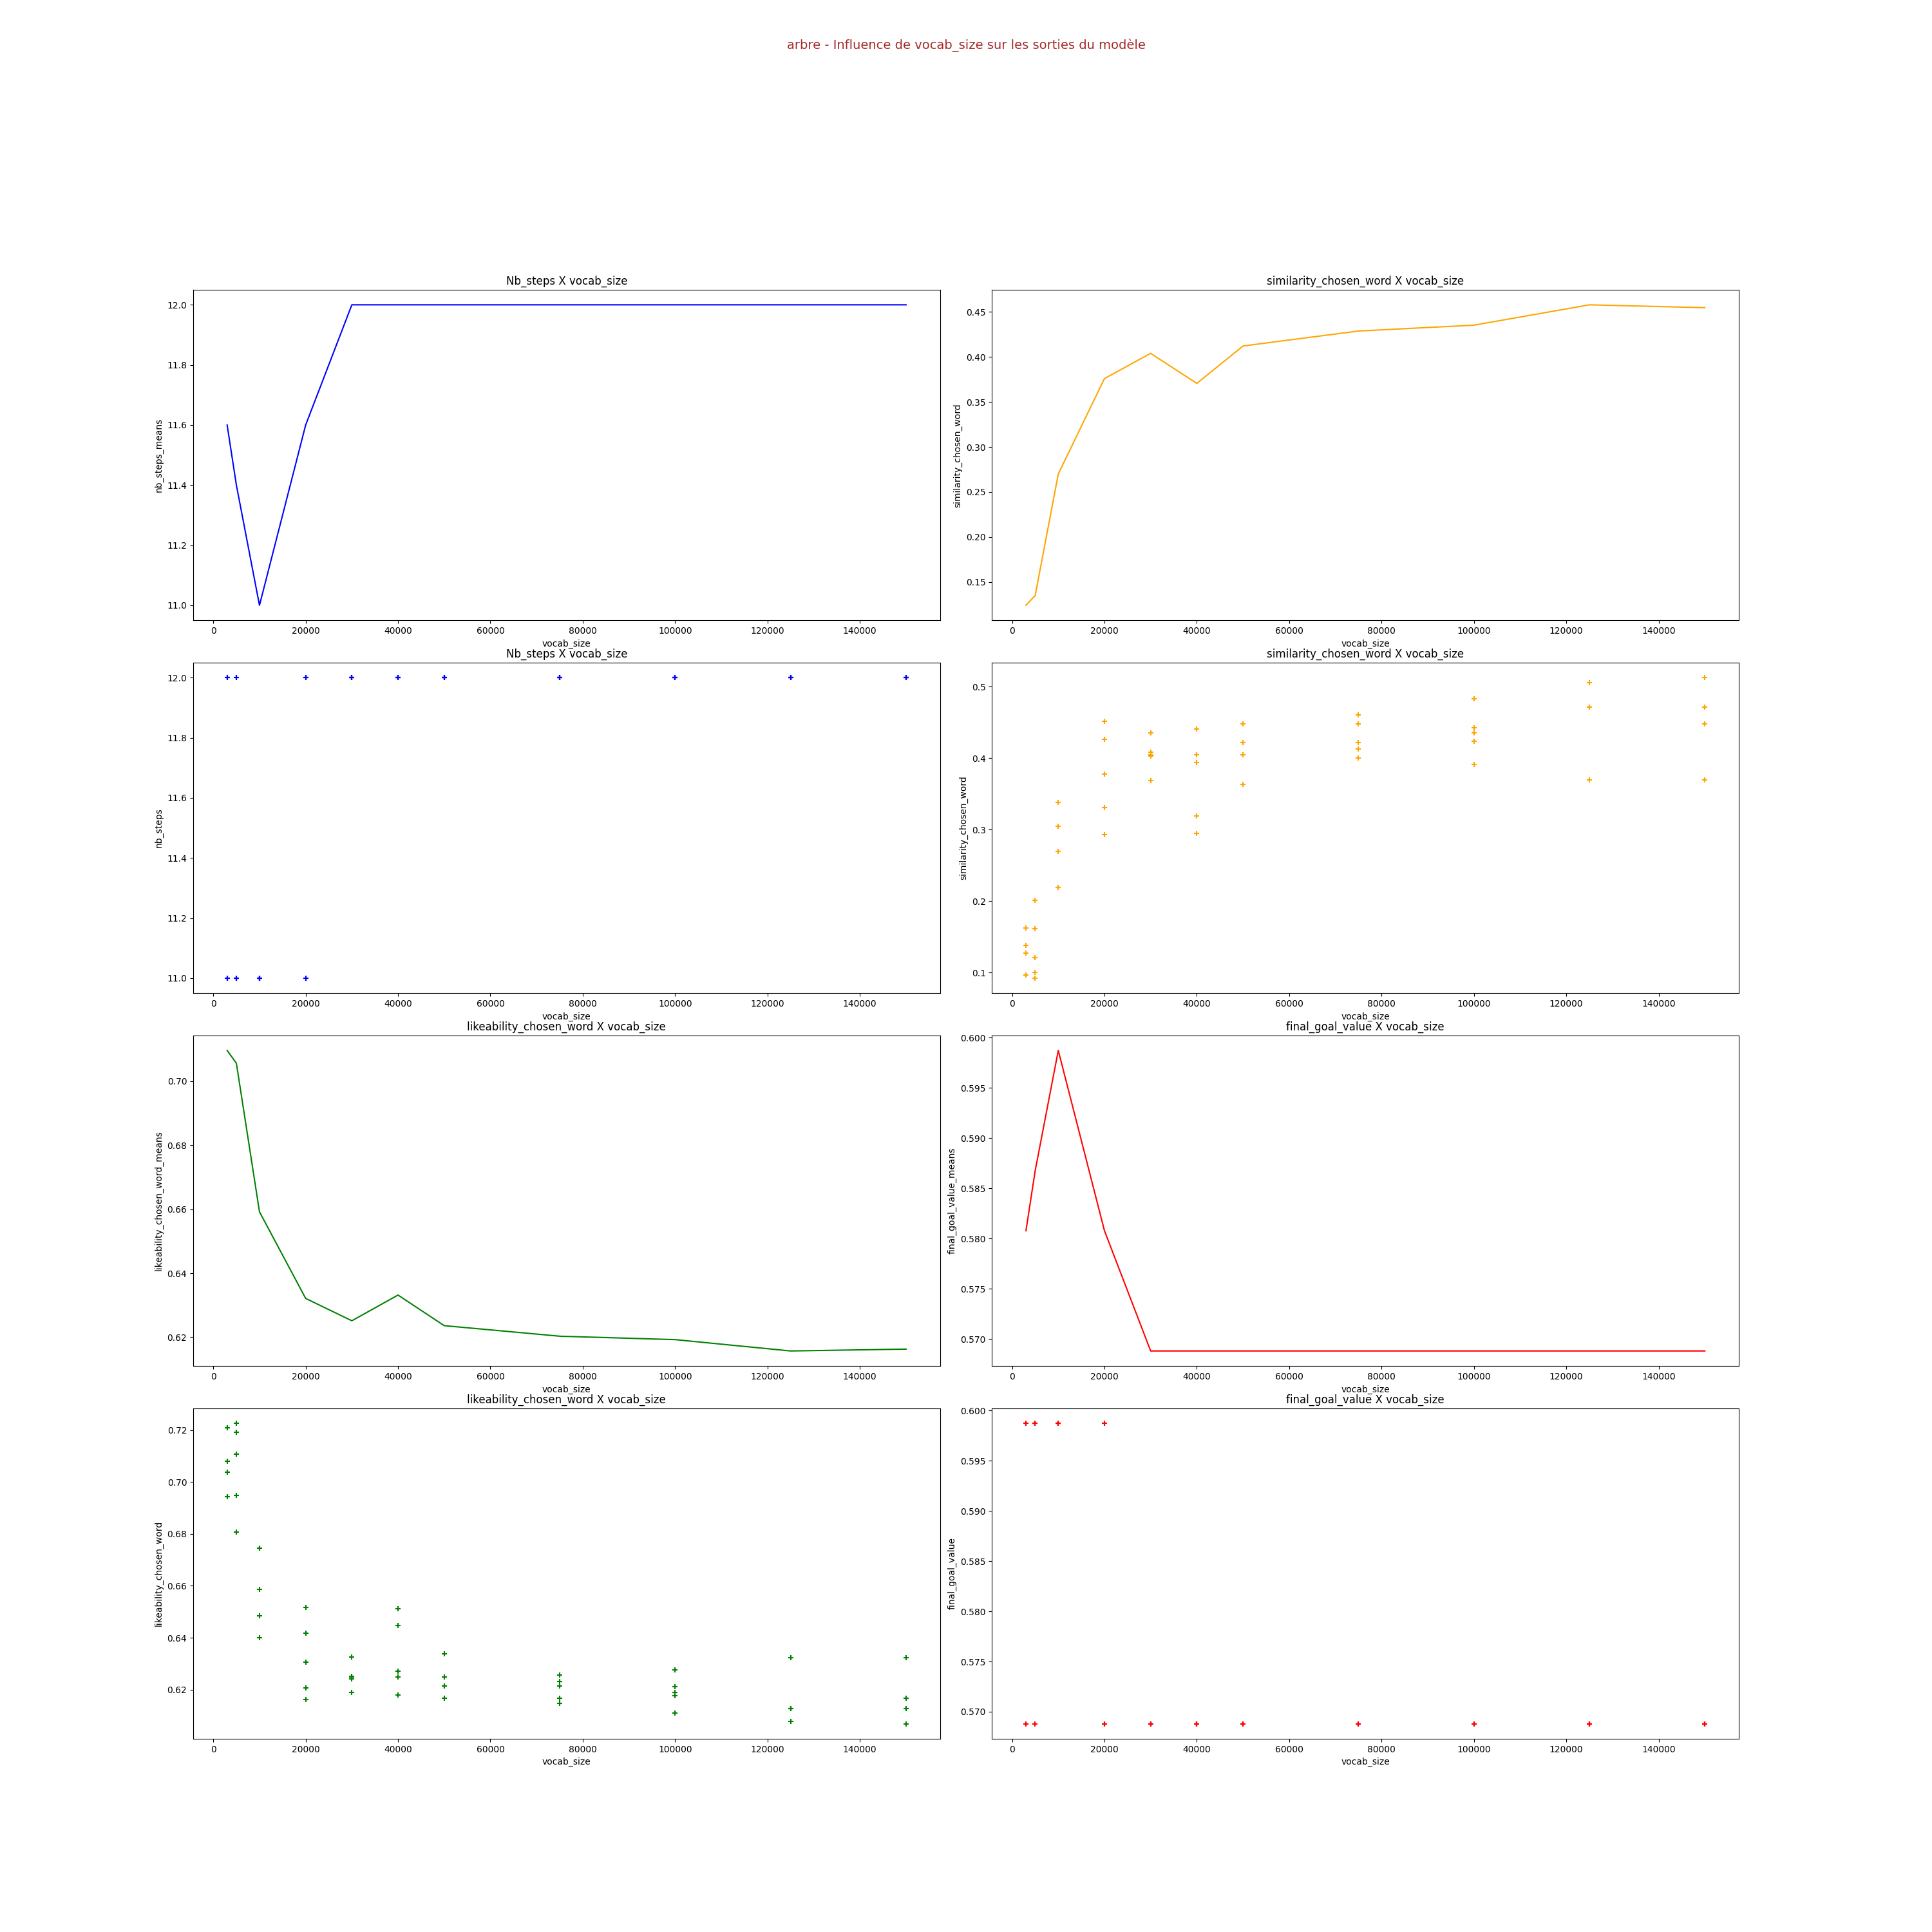 arbre - Influence de vocab_size sur les sorties du modèle
Nb_steps X vocab_size
12.0
11.8
11.6
11.4
11.2
11.0
nb_steps_means
0 20000 40000 60000 80000 100000 120000 140000
vocab_size
similarity_chosen_word X vocab_size
0.45
0.40
0.35
0.30
0.25
0.20
0.15
similarity_chosen_word
0 20000 40000 60000 80000 100000 120000 140000
vocab_size
Nb_steps X vocab_size
12.0
11.8
11.6
11.4
11.2
11.0
nb_steps
0 20000 40000 60000 80000 100000 120000 140000
vocab_size
similarity_chosen_word X vocab_size
0.5
0.4
0.3
0.2
0.1
similarity_chosen_word
0 20000 40000 60000 80000 100000 120000 140000
vocab_size
likeability_chosen_word X vocab_size
0.70
0.68
0.66
0.64
0.62
likeability_chosen_word_means
0 20000 40000 60000 80000 100000 120000 140000
vocab_size
final_goal_value X vocab_size
0.600
0.595
0.590
0.585
0.580
0.575
0.570
final_goal_value_means
0 20000 40000 60000 80000 100000 120000 140000
vocab_size
likeability_chosen_word X vocab_size
0.72
0.70
0.68
0.66
0.64
0.62
likeability_chosen_word
0 20000 40000 60000 80000 100000 120000 140000
vocab_size
final_goal_value X vocab_size
0.600
0.595
0.590
0.585
0.580
0.575
0.570
final_goal_value
0 20000 40000 60000 80000 100000 120000 140000
vocab_size